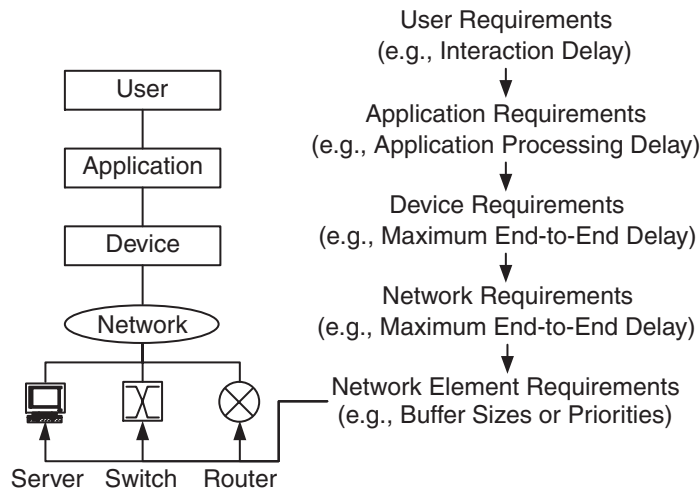 User Requirements
(e.g., Interaction Delay)
User
Application Requirements
(e.g., Application Processing Delay)
Application
Device Requirements
(e.g., Maximum End-to-End Delay)
Device
Network Requirements
(e.g., Maximum End-to-End Delay)
Network
Network Element Requirements
(e.g., Buffer Sizes or Priorities)
Server Switch Router